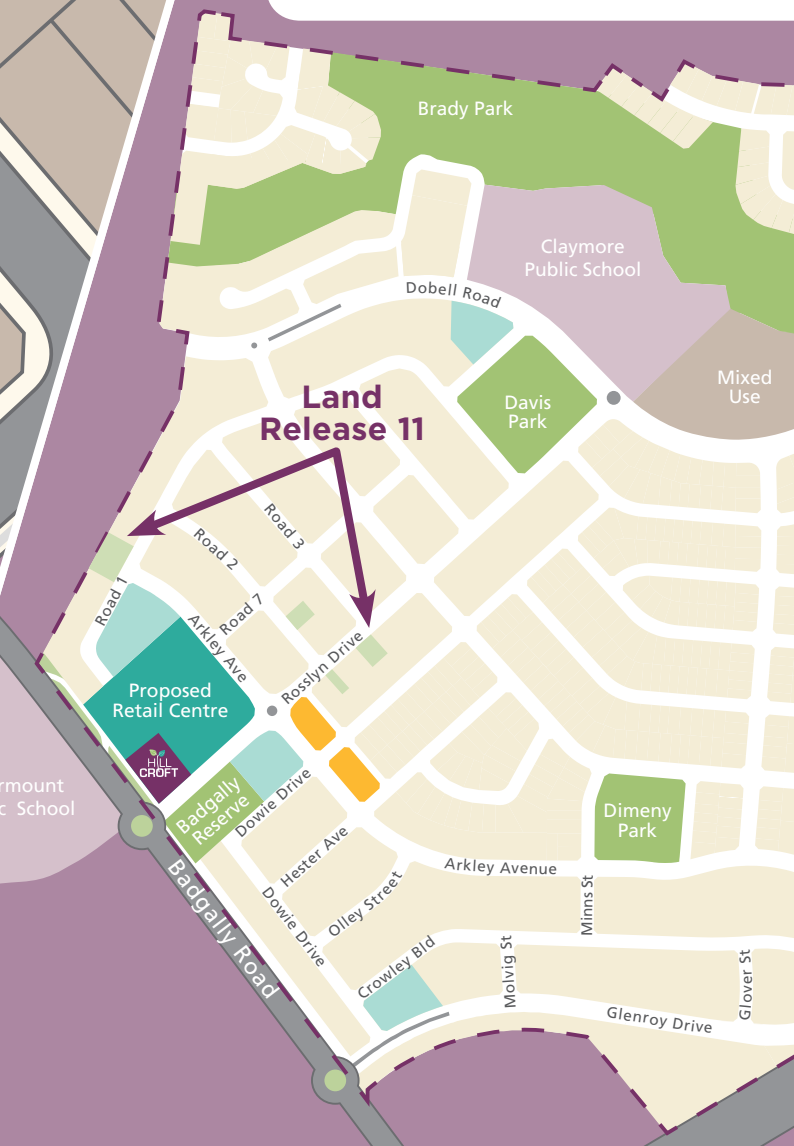 Brady Park
Claymore
Public School
Dobell Road
Mixed
Use
Land
Release 11
Davis
Park
Road 3
Road 2
Road 1
Road 7
Arkley Ave
Rosslyn Drive
Proposed
Retail Centre
HILL
CROFT
rmount
c School
Badgally
Reserve
Dowie Drive
Dimeny
Park
Hester Ave
Arkley Avenue
Badgally Road
Dowie Drive
Olley Street
Minns St
Crowley Bld
Molvig St
Glover St
Glenroy Drive